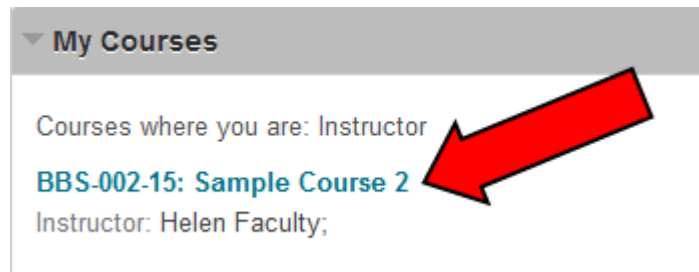 My Courses
Courses where you are: Instructor
BBS-002-15: Sample Course 2
Instructor: Helen Faculty;